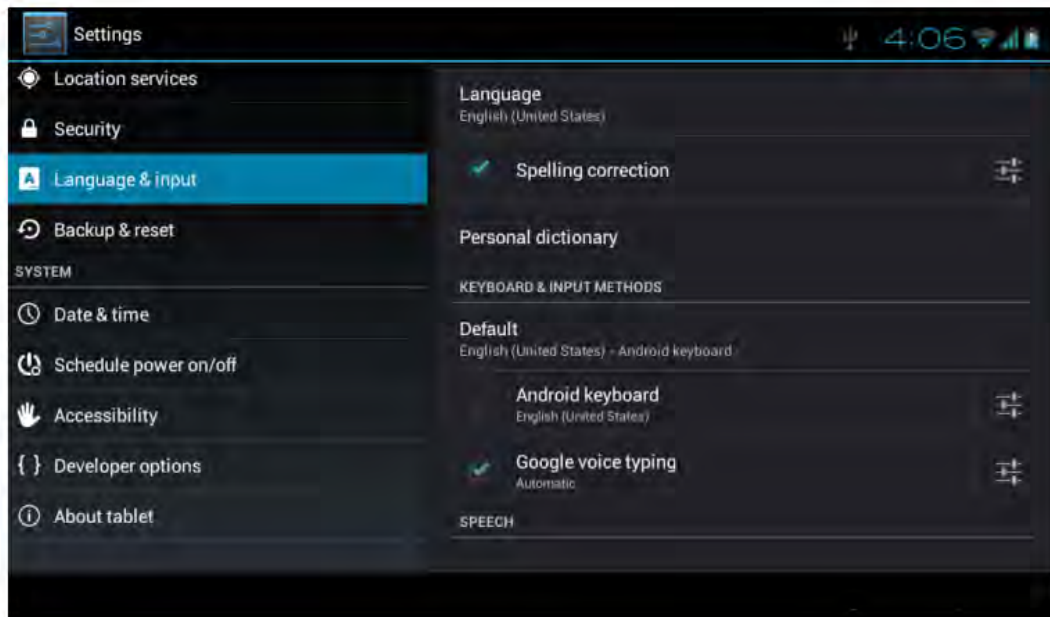 Settings
4:06
Location services
Security
A
Language & input
Backup & reset
SYSTEM
Date & time
Schedule power on/off
Accessibility
{ } Developer options
About tablet
Language
English (United States)
Spelling correction
Personal dictionary
KEYBOARD & INPUT METHODS
Default
English (United States) - Android keyboard
Android keyboard
English (United States)
Google voice typing
Automatic
SPEECH